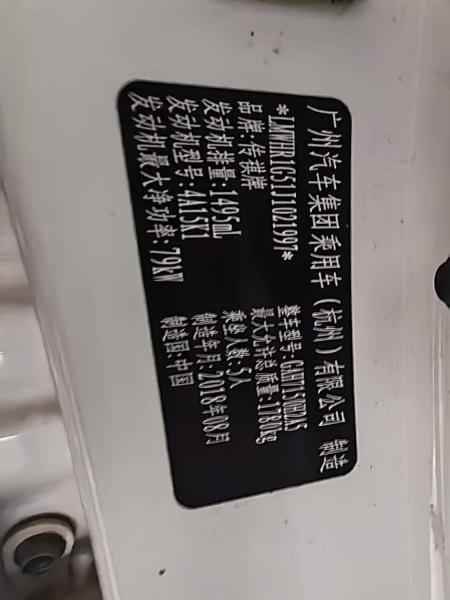 广州汽车集团乘用车（杭州）有限公司 制造
*LMWHR1G51J1021997*
品牌:传祺牌 整车型号:GAH7150H2A5
发动机排量:1495mL 最大允许总质量:1780kg
发动机型号:4A15K1 乘坐人数:5人
发动机最大净功率:79kW 制造年月:2018年08月
制造国:中国